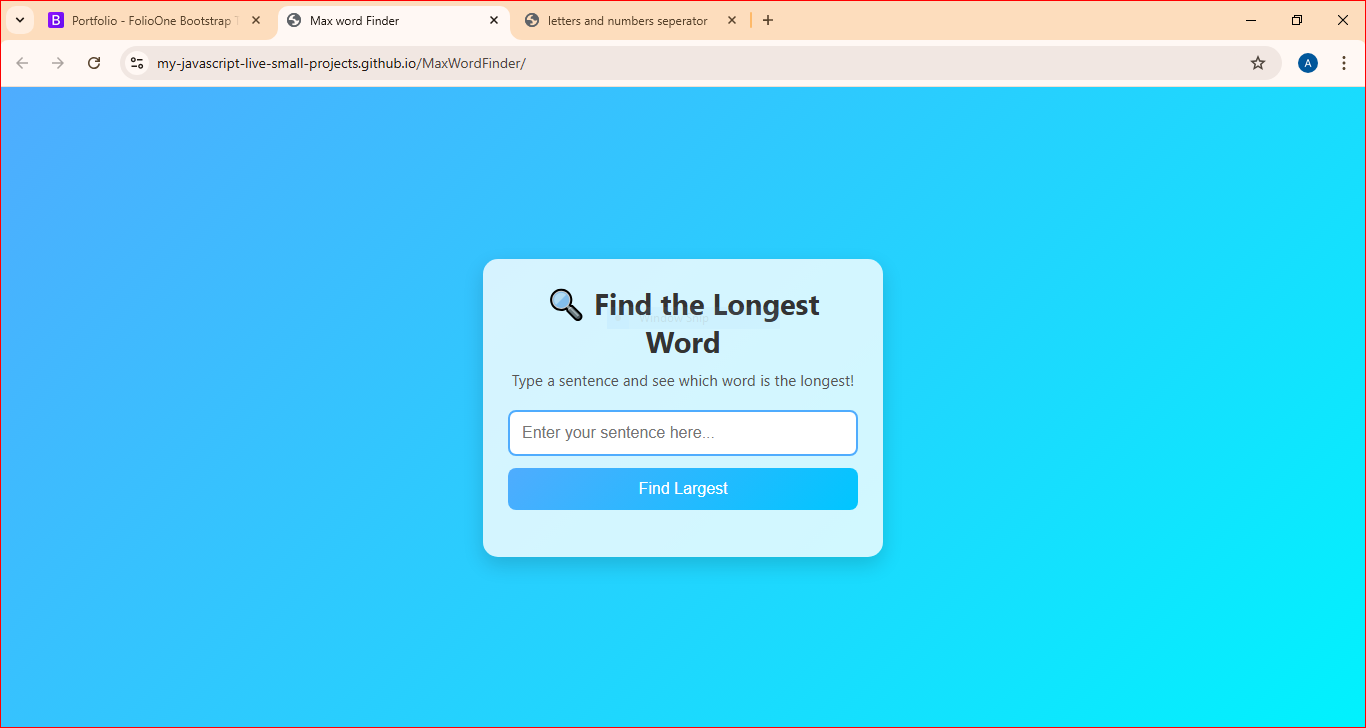 Portfolio - FolioOne Bootstrap
Max word Finder
letters and numbers seperator
my-javascript-live-small-projects.github.io/MaxWordFinder/
A
Find the Longest
Word
Type a sentence and see which word is the longest!
Enter your sentence here...
Find Largest